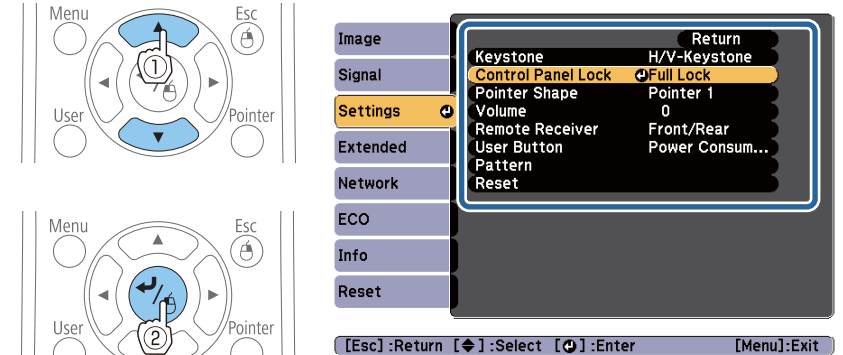 Menu
Esc
1
User
Pointer
Menu
Esc
User
Pointer
2
Image
Signal
Settings
Extended
Network
ECO
Info
Reset
Return
Keystone H/V-Keystone
Control Panel Lock Full Lock
Pointer Shape Pointer 1
Volume 0
Remote Receiver Front/Rear
User Button Power Consum...
Pattern
Reset
[Esc] :Return [◆] :Select [⏎] :Enter [Menu]:Exit